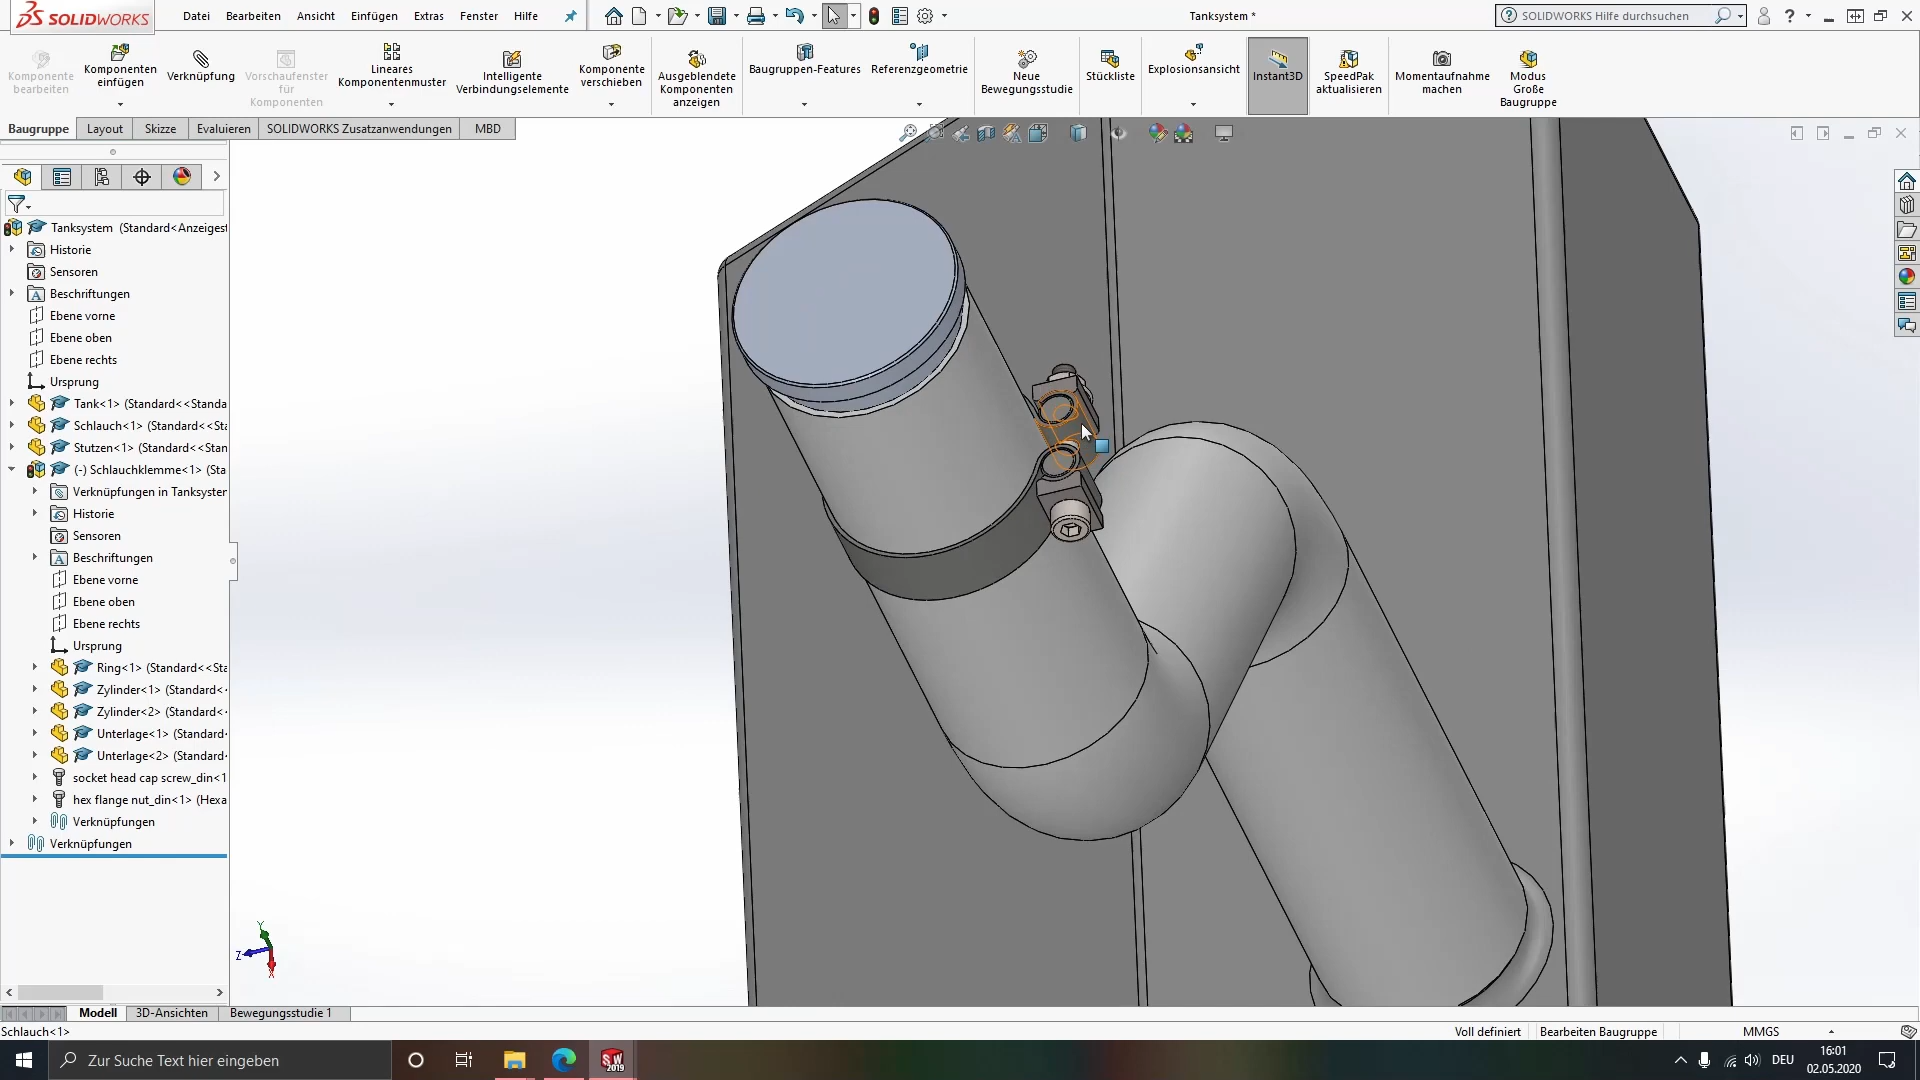 SOLIDWORKS
Datei Bearbeiten Ansicht Einfügen Extras Fenster Hilfe
Tanksystem *
SOLIDWORKS Hilfe durchsuchen
Komponente bearbeiten
Komponenten einfügen
Verknüpfung
Vorschaufenster für Komponenten
Lineares Komponentenmuster
Intelligente Verbindungselemente
Komponente verschieben
Ausgeblendete Komponenten anzeigen
Baugruppen-Features
Referenzgeometrie
Neue Bewegungsstudie
Stückliste
Explosionsansicht
Instant3D
SpeedPak aktualisieren
Momentaufnahme machen
Modus Große Baugruppe
Baugruppe Layout Skizze Evaluieren SOLIDWORKS Zusatzanwendungen MBD
Tanksystem (Standard<Anzeigest
Historie
Sensoren
Beschriftungen
Ebene vorne
Ebene oben
Ebene rechts
Ursprung
Tank<1> (Standard<<Standa
Schlauch<1> (Standard<<Sta
Stutzen<1> (Standard<<Stan
(-) Schlauchklemme<1> (Sta
Verknüpfungen in Tanksyster
Historie
Sensoren
Beschriftungen
Ebene vorne
Ebene oben
Ebene rechts
Ursprung
Ring<1> (Standard<<Sta
Zylinder<1> (Standard<
Zylinder<2> (Standard<
Unterlage<1> (Standard
Unterlage<2> (Standard
socket head cap screw_din<1
hex flange nut_din<1> (Hexa
Verknüpfungen
Verknüpfungen
Y
Z
X
Modell 3D-Ansichten Bewegungsstudie 1
Schlauch<1>
Voll definiert Bearbeiten Baugruppe MMGS
Zur Suche Text hier eingeben
SW 2019
DEU
16:01
02.05.2020